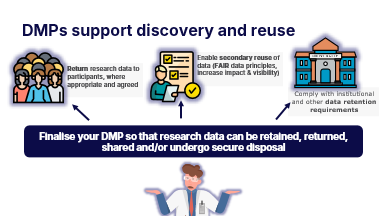 DMPs support discovery and reuse
Return research data to
participants, where
appropriate and agreed
Enable secondary reuse of
data (FAIR data principles,
increase impact & visibility)
Comply with institutional
and other data retention
requirements
Finalise your DMP so that research data can be retained, returned,
shared and/or undergo secure disposal